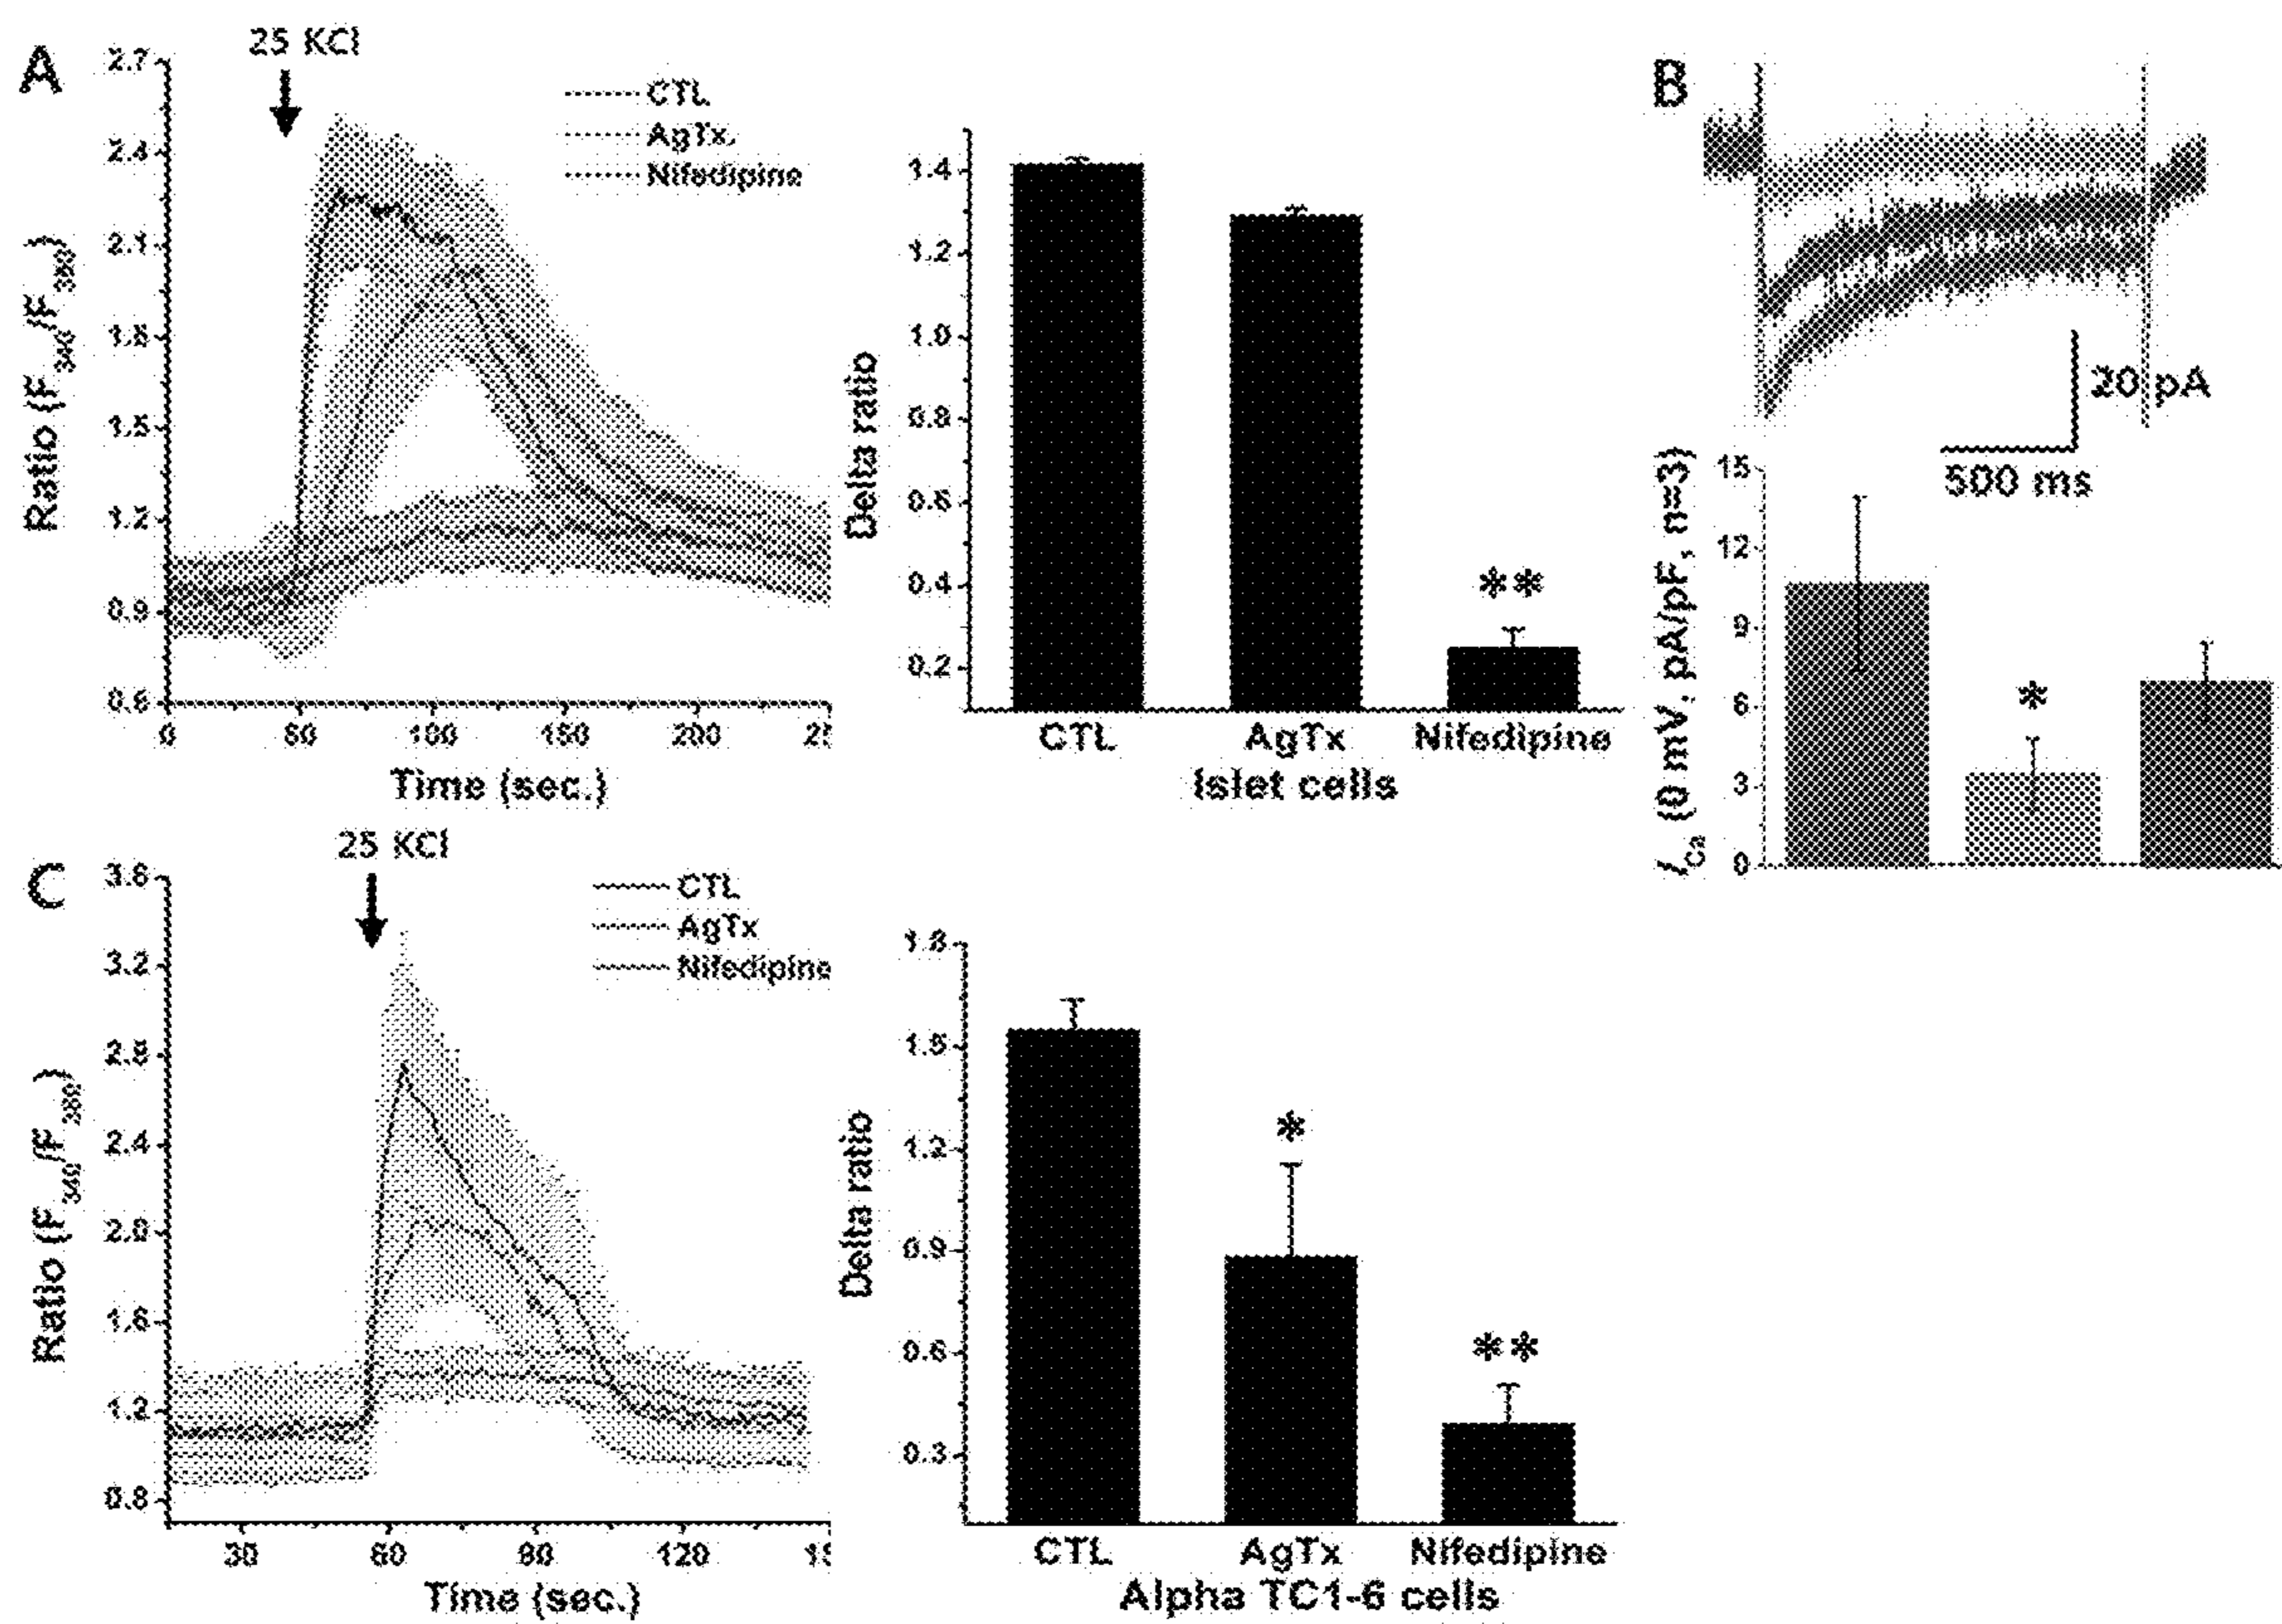 A
25 KCl
CTL
AgTx
Nifedipine
2.7
2.4
2.1
1.8
1.5
1.2
0.9
0.6
Ratio (F340/F380)
0
50
100
150
200
Time (sec.)
1.4
1.2
1.0
0.8
0.6
0.4
0.2
Delta ratio
**
CTL AgTx Nifedipine
Islet cells
B
20 pA
500 ms
15
12
9
6
3
0
ICa (0 mV, pA/pF, n=3)
*
C
25 KCl
CTL
AgTx
Nifedipine
3.6
3.2
2.8
2.4
2.0
1.6
1.2
0.8
Ratio (F340/F380)
30
60
90
120
Time (sec.)
1.8
1.5
1.2
0.9
0.6
0.3
Delta ratio
*
**
CTL AgTx Nifedipine
Alpha TC1-6 cells